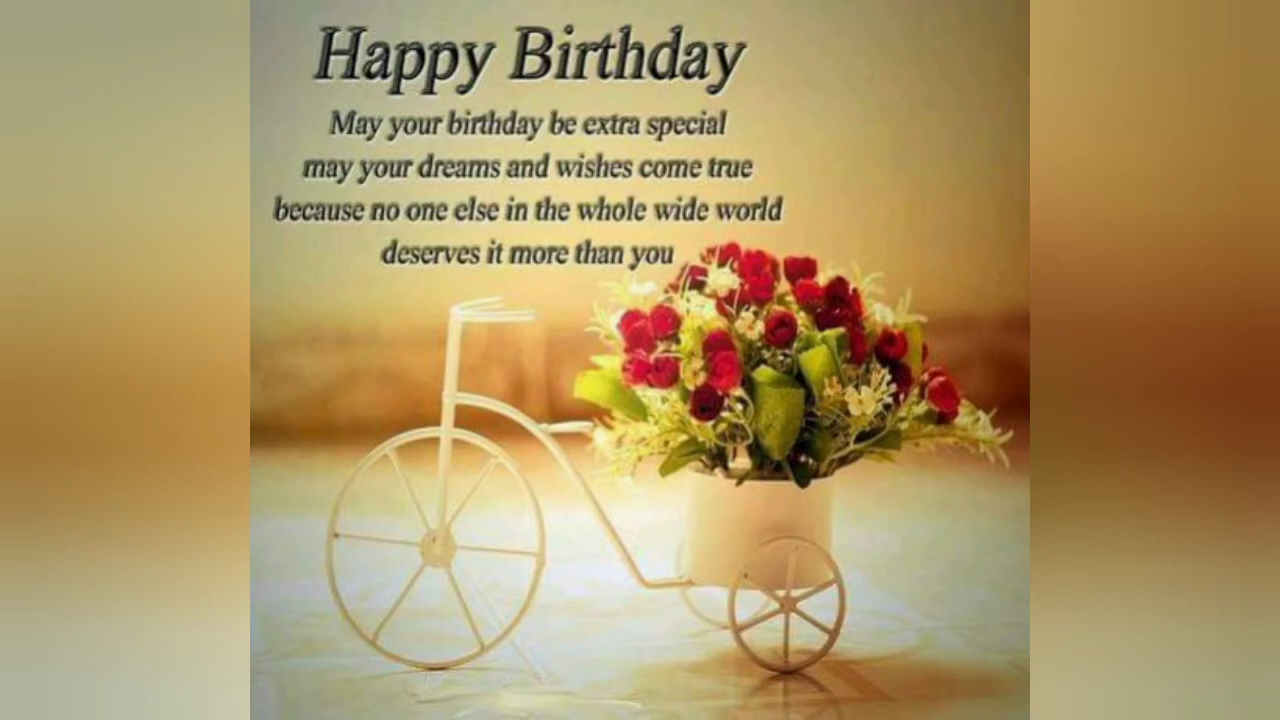 Happy Birthday
May your birthday be extra special
may your dreams and wishes come true
because no one else in the whole wide world
deserves it more than you